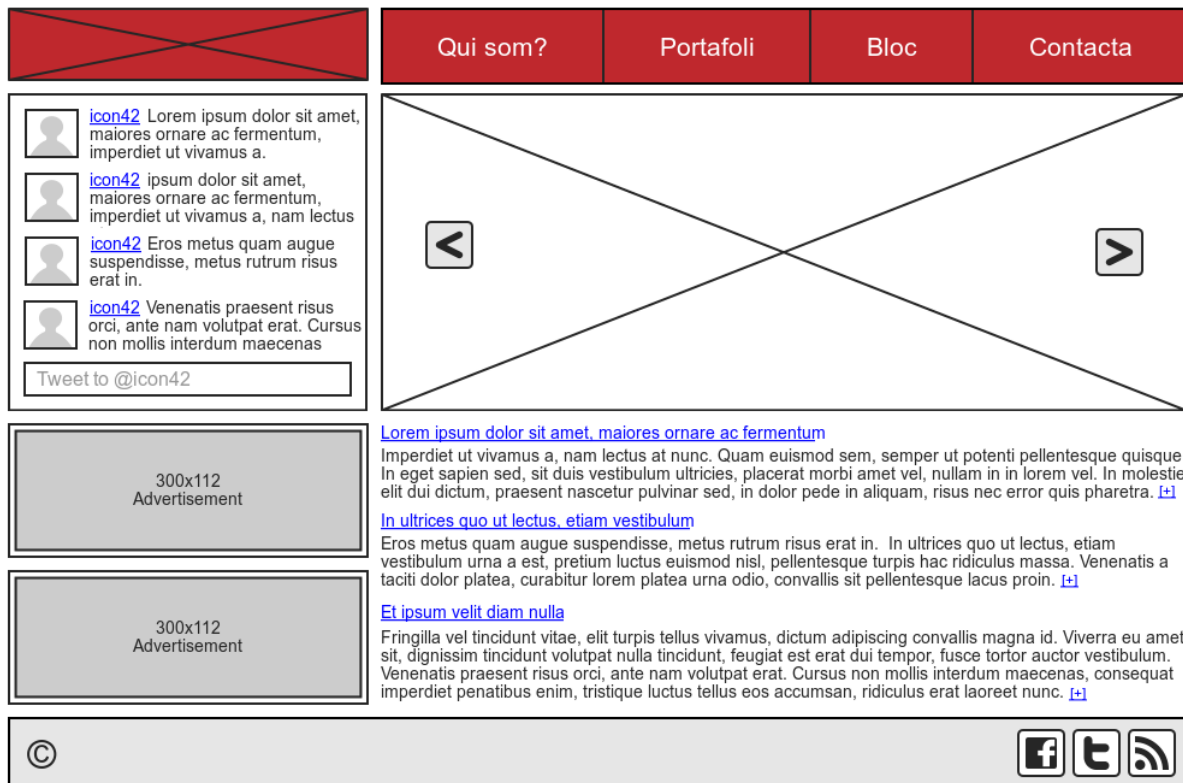 Qui som?
Portafoli
Bloc
Contacta
icon42 Lorem ipsum dolor sit amet,
maiores ornare ac fermentum,
imperdiet ut vivamus a.
icon42 ipsum dolor sit amet,
maiores ornare ac fermentum,
imperdiet ut vivamus a, nam lectus
icon42 Eros metus quam augue
suspendisse, metus rutrum risus
erat in.
icon42 Venenatis praesent risus
orci, ante nam volutpat erat. Cursus
non mollis interdum maecenas
Tweet to @icon42
<
>
300x112
Advertisement
300x112
Advertisement
Lorem ipsum dolor sit amet, maiores ornare ac fermentum
Imperdiet ut vivamus a, nam lectus at nunc. Quam euismod sem, semper ut potenti pellentesque quisque
In eget sapien sed, sit duis vestibulum ultricies, placerat morbi amet vel, nullam in in lorem vel. In molestie
elit dui dictum, praesent nascetur pulvinar sed, in dolor pede in aliquam, risus nec error quis pharetra. [+]
In ultrices quo ut lectus, etiam vestibulum
Eros metus quam augue suspendisse, metus rutrum risus erat in.  In ultrices quo ut lectus, etiam
vestibulum urna a est, pretium luctus euismod nisl, pellentesque turpis hac ridiculus massa. Venenatis a
taciti dolor platea, curabitur lorem platea urna odio, convallis sit pellentesque lacus proin. [+]
Et ipsum velit diam nulla
Fringilla vel tincidunt vitae, elit turpis tellus vivamus, dictum adipiscing convallis magna id. Viverra eu amet
sit, dignissim tincidunt volutpat nulla tincidunt, feugiat est erat dui tempor, fusce tortor auctor vestibulum.
Venenatis praesent risus orci, ante nam volutpat erat. Cursus non mollis interdum maecenas, consequat
imperdiet penatibus enim, tristique luctus tellus eos accumsan, ridiculus erat laoreet nunc. [+]
©